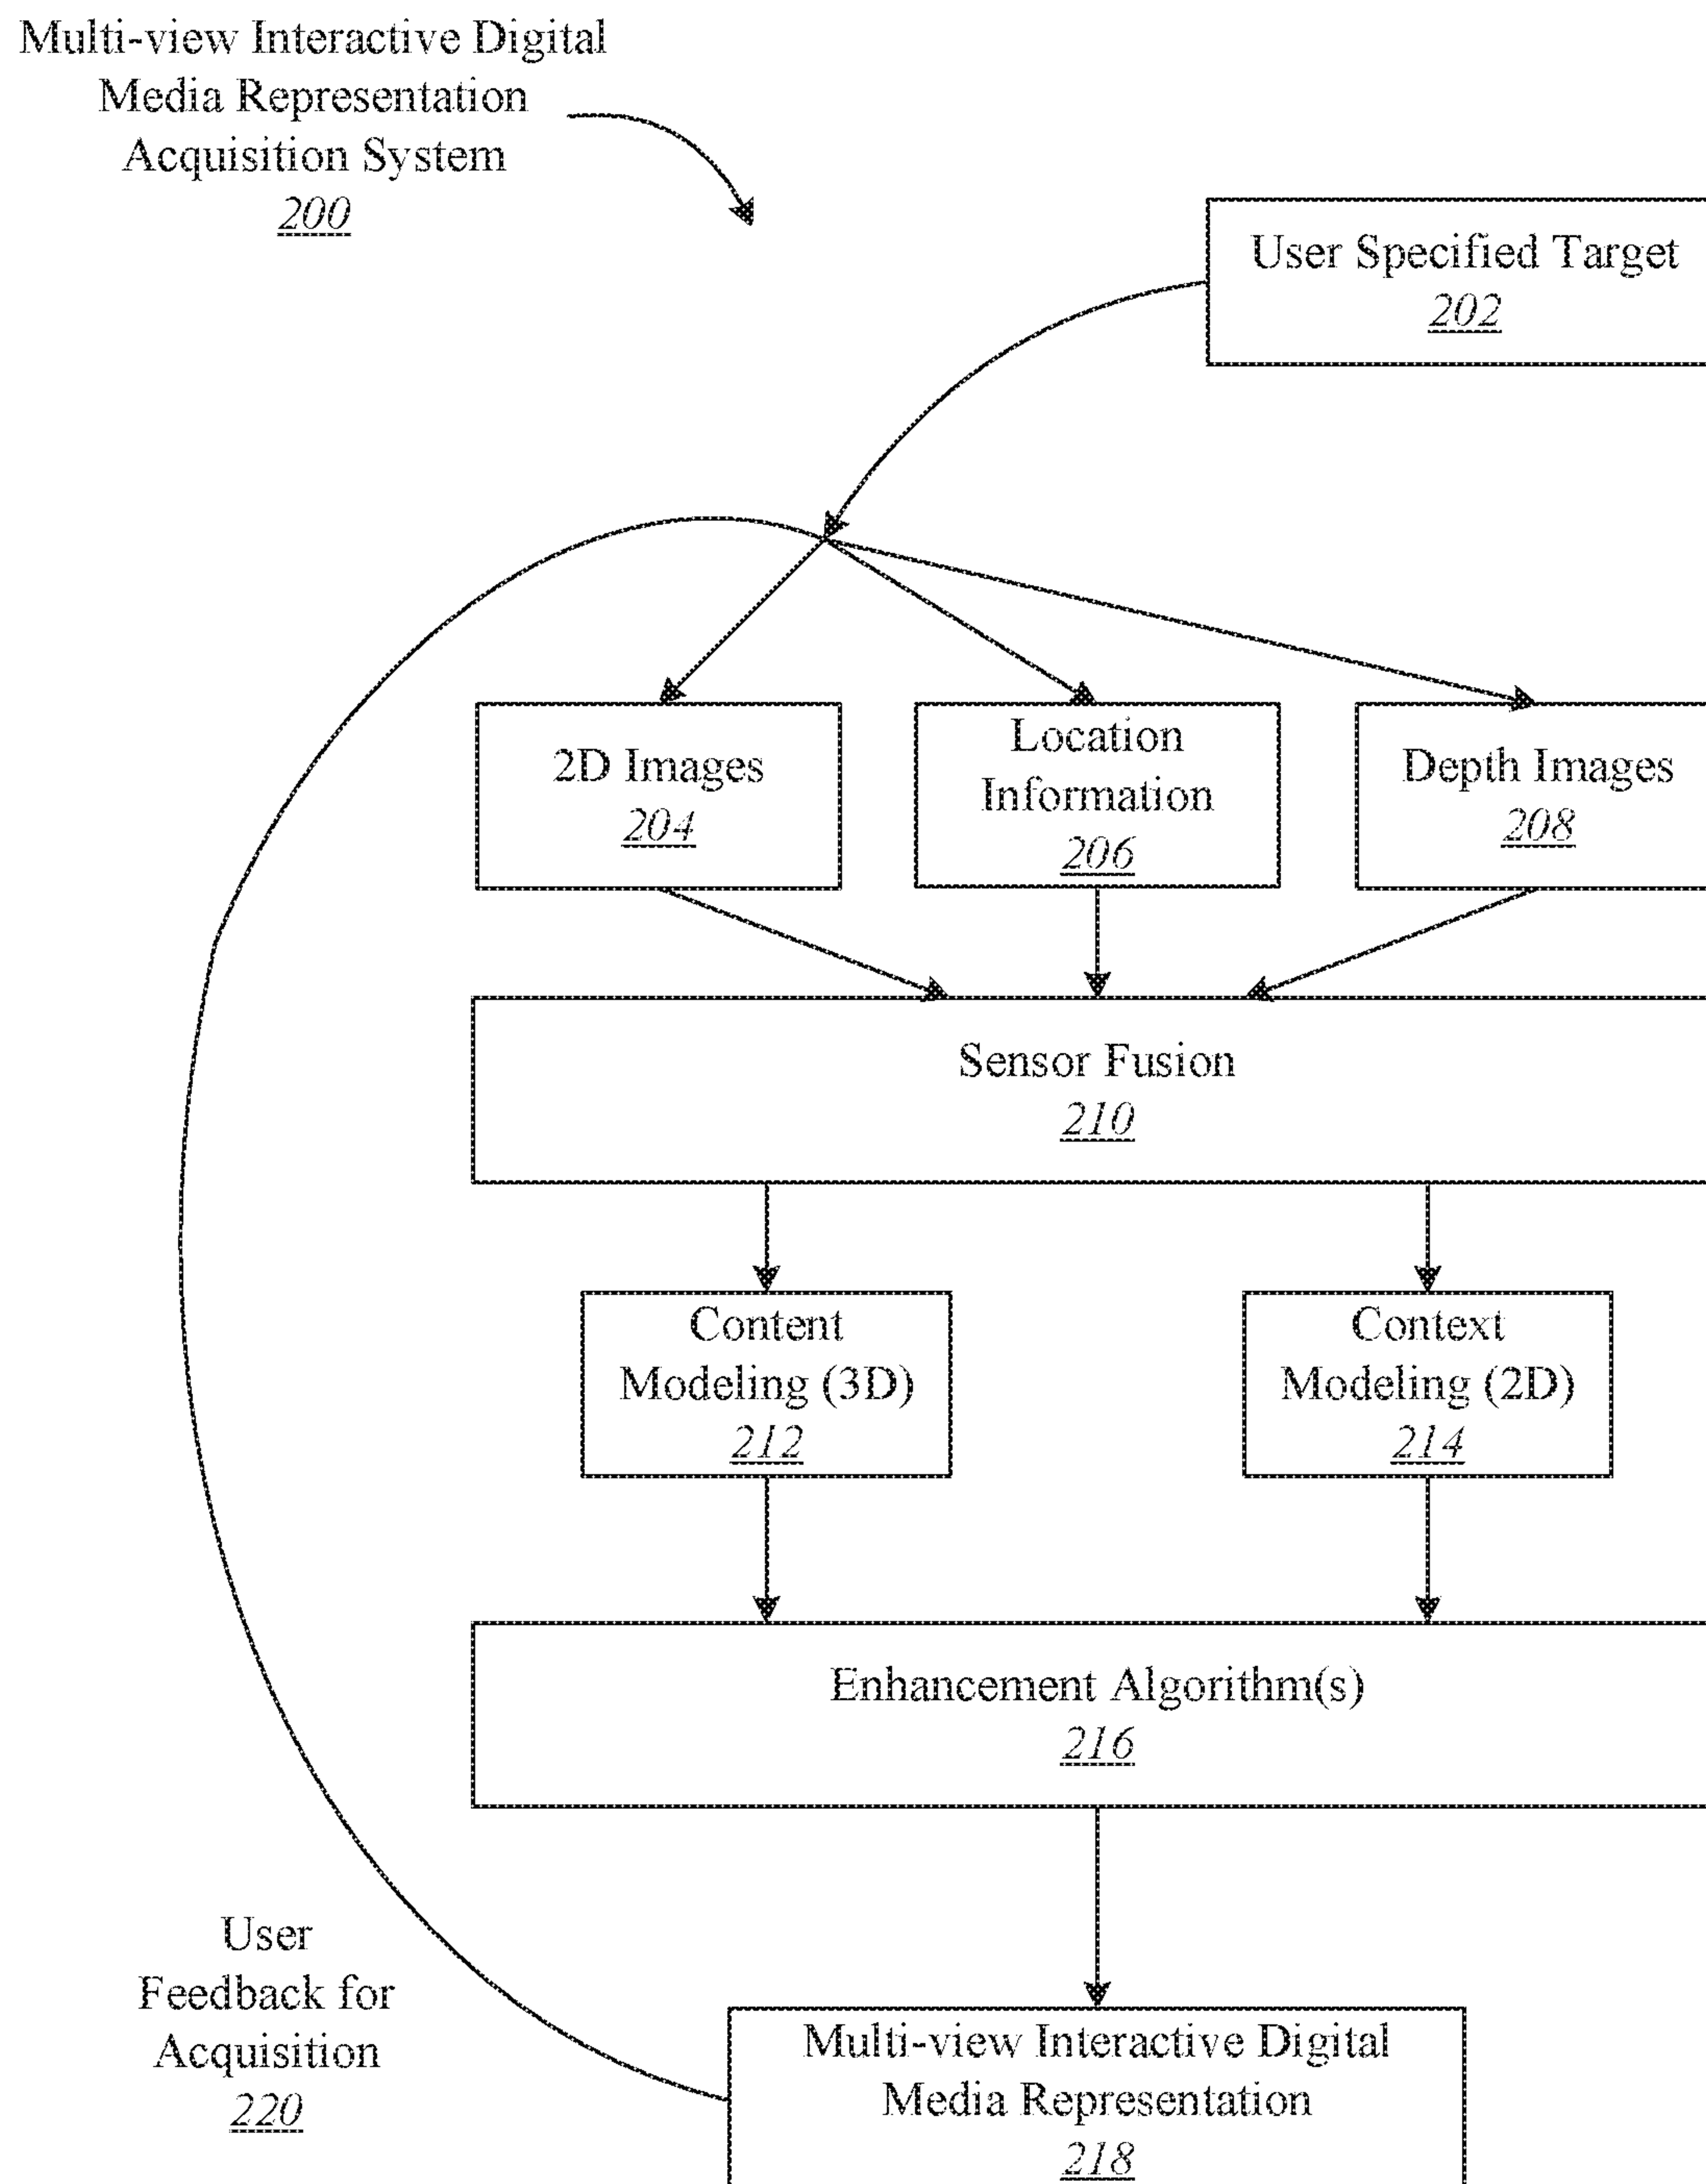 Multi-view Interactive Digital
Media Representation
Acquisition System
200
User Specified Target
202
2D Images
204
Location
Information
206
Depth Images
208
Sensor Fusion
210
Content
Modeling (3D)
212
Context
Modeling (2D)
214
Enhancement Algorithm(s)
216
User
Feedback for
Acquisition
220
Multi-view Interactive Digital
Media Representation
218